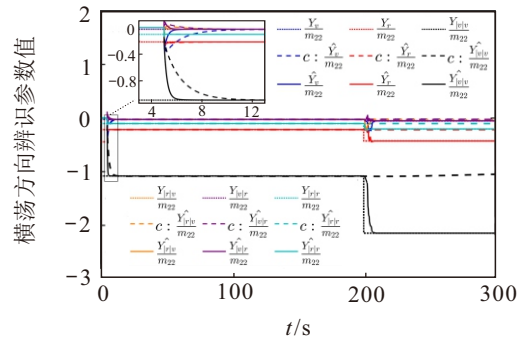 2
1
0
−1
−2
−3
0
100
200
300
t/s
横荡方向辨识参数值
0
−0.4
−0.8
4
8
12
Y_v/m_22 Y_r/m_22 Y_|v|v/m_22
c : Ŷ_v/m_22 c : Ŷ_r/m_22 c : Ŷ_|v|v/m_22
Ŷ_v/m_22 Ŷ_r/m_22 Ŷ_|v|v/m_22
Y_|r|v/m_22 Y_|v|r/m_22 Y_|r|r/m_22
c : Ŷ_|r|v/m_22 c : Ŷ_|v|r/m_22 c : Ŷ_|r|r/m_22
Ŷ_|r|v/m_22 Ŷ_|v|r/m_22 Ŷ_|r|r/m_22